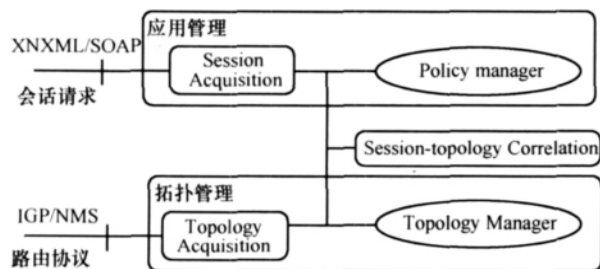 应用管理
XNXML/SOAP
Session
Acquisition
Policy manager
会话请求
Session-topology Correlation
拓扑管理
IGP/NMS
Topology
Acquisition
Topology Manager
路由协议